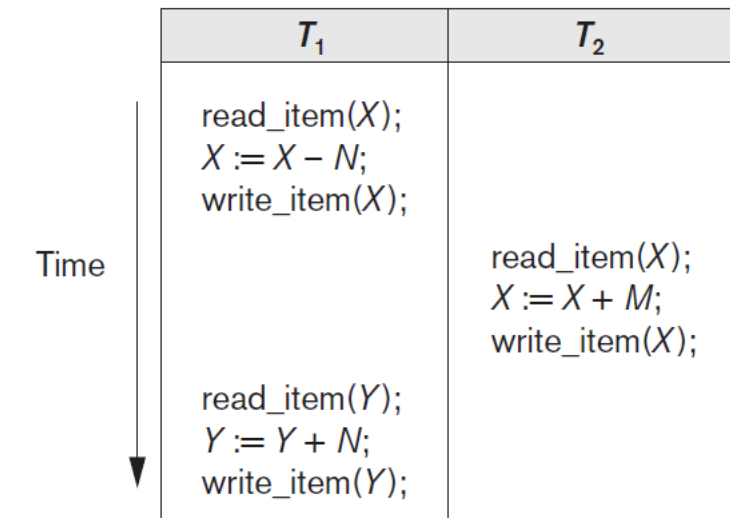 T₁ T₂
read_item(X);
X := X – N;
write_item(X);
Time
read_item(X);
X := X + M;
write_item(X);
read_item(Y);
Y := Y + N;
write_item(Y);